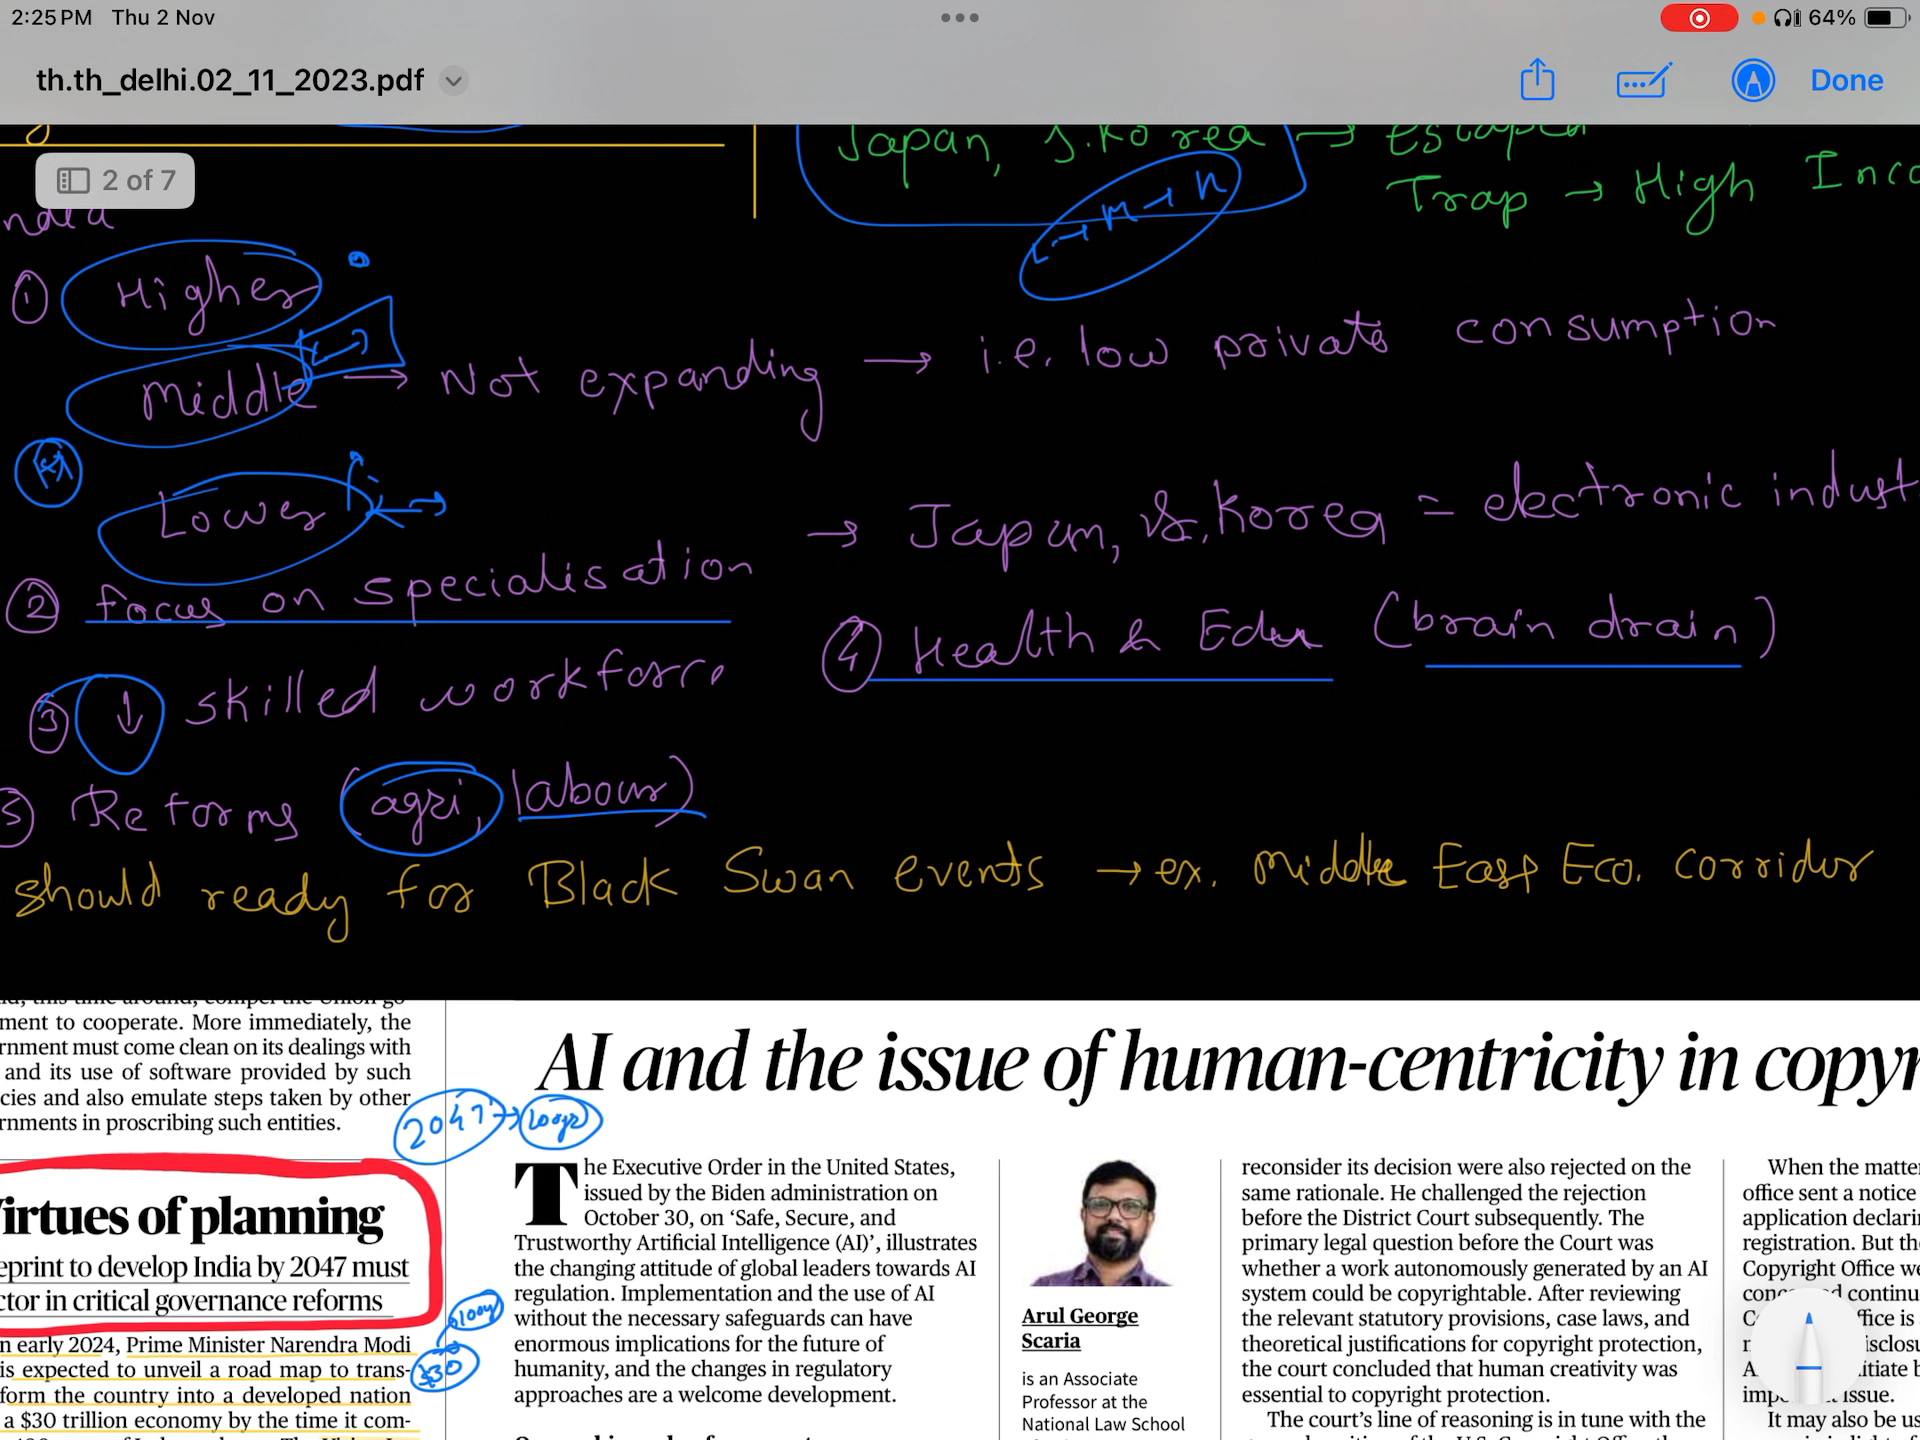 2:25 PM Thu 2 Nov
64%
th.th_delhi.02_11_2023.pdf
Done
2 of 7
Japan, S.Korea →
Trap → High Inco
L → M → H
① Higher
Middle → Not expanding → i.e. low private consumption
Lower
→ Japan, S.Korea = electronic indust
② Focus on specialisation
④ Health & Edu (brain drain)
③ ↓ skilled workforce
5) Reforms (agri, labour)
should ready for Black Swan events → ex. Middle East Eco. Corridor
ment to cooperate. More immediately, the
rnment must come clean on its dealings with
and its use of software provided by such
cies and also emulate steps taken by other
rnments in proscribing such entities.
2047 → 100yr
Virtues of planning
eprint to develop India by 2047 must
ctor in critical governance reforms
100y
$30
n early 2024, Prime Minister Narendra Modi
is expected to unveil a road map to trans-
form the country into a developed nation
a $30 trillion economy by the time it com-
AI and the issue of human-centricity in copyr
The Executive Order in the United States,
issued by the Biden administration on
October 30, on ‘Safe, Secure, and
Trustworthy Artificial Intelligence (AI)’, illustrates
the changing attitude of global leaders towards AI
regulation. Implementation and the use of AI
without the necessary safeguards can have
enormous implications for the future of
humanity, and the changes in regulatory
approaches are a welcome development.
Arul George
Scaria
is an Associate
Professor at the
National Law School
reconsider its decision were also rejected on the
same rationale. He challenged the rejection
before the District Court subsequently. The
primary legal question before the Court was
whether a work autonomously generated by an AI
system could be copyrightable. After reviewing
the relevant statutory provisions, case laws, and
theoretical justifications for copyright protection,
the court concluded that human creativity was
essential to copyright protection.
The court’s line of reasoning is in tune with the
When the matte
office sent a notice
application declari
registration. But the
Copyright Office we
continu
fice is
isclosu
itiate
issue.
It may also be us